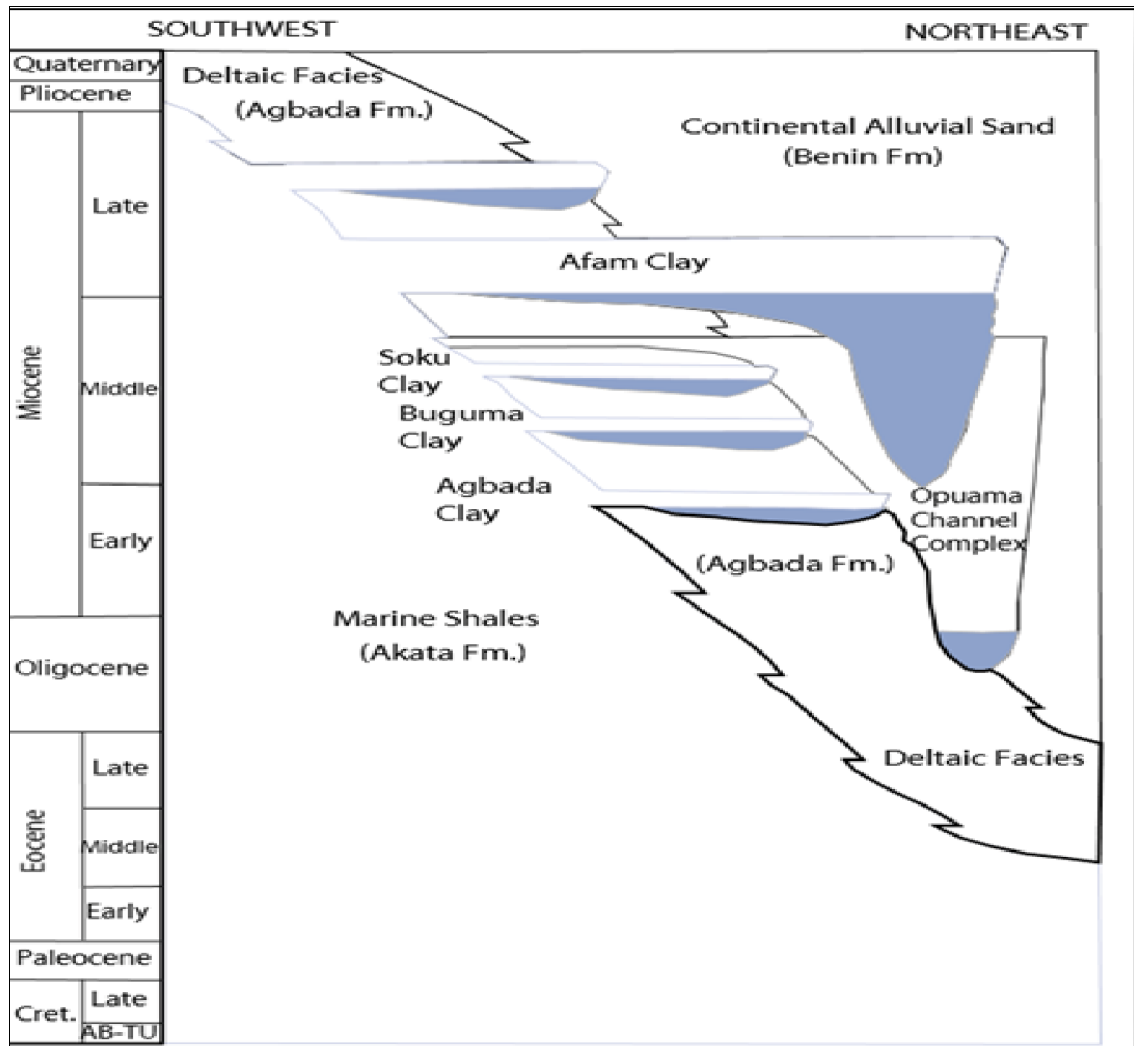 SOUTHWEST
NORTHEAST
Quaternary
Pliocene
Miocene
Late
Middle
Early
Oligocene
Eocene
Late
Middle
Early
Paleocene
Cret.
Late
AB-TU
Deltaic Facies
(Agbada Fm.)
Continental Alluvial Sand
(Benin Fm)
Afam Clay
Soku
Clay
Buguma
Clay
Agbada
Clay
Opuama
Channel
Complex
(Agbada Fm.)
Marine Shales
(Akata Fm.)
Deltaic Facies